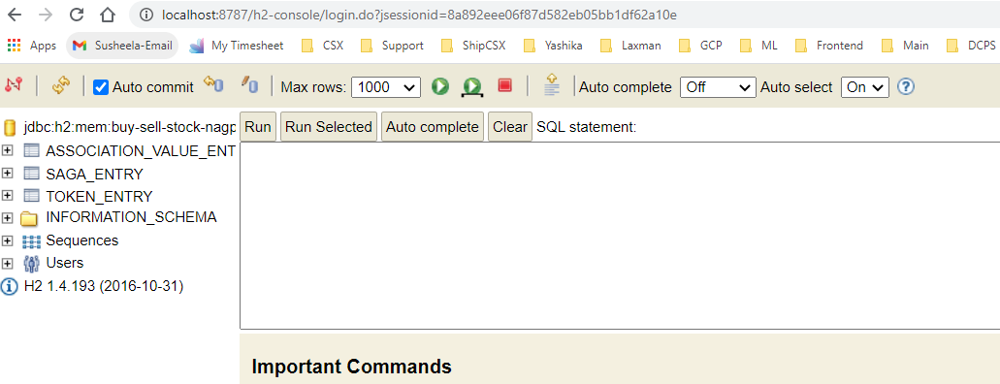 localhost:8787/h2-console/login.do?jsessionid=8a892eee06f87d582eb05bb1df62a10e
Apps Susheela-Email My Timesheet CSX Support ShipCSX Yashika Laxman GCP ML Frontend Main DCPS
Auto commit Max rows: 1000 Auto complete Off Auto select On
jdbc:h2:mem:buy-sell-stock-nagp
Run Run Selected Auto complete Clear SQL statement:
ASSOCIATION_VALUE_ENT
SAGA_ENTRY
TOKEN_ENTRY
INFORMATION_SCHEMA
Sequences
Users
H2 1.4.193 (2016-10-31)
Important Commands